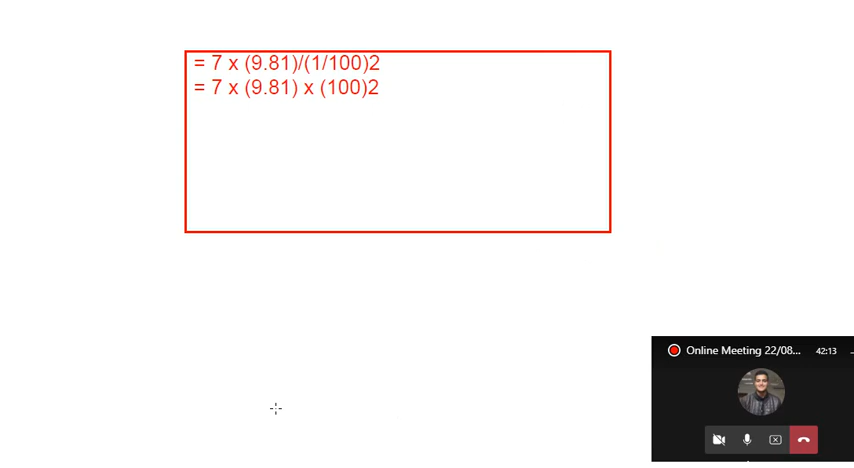 = 7 x (9.81)/(1/100)2
= 7 x (9.81) x (100)2
Online Meeting 22/08... 42:13